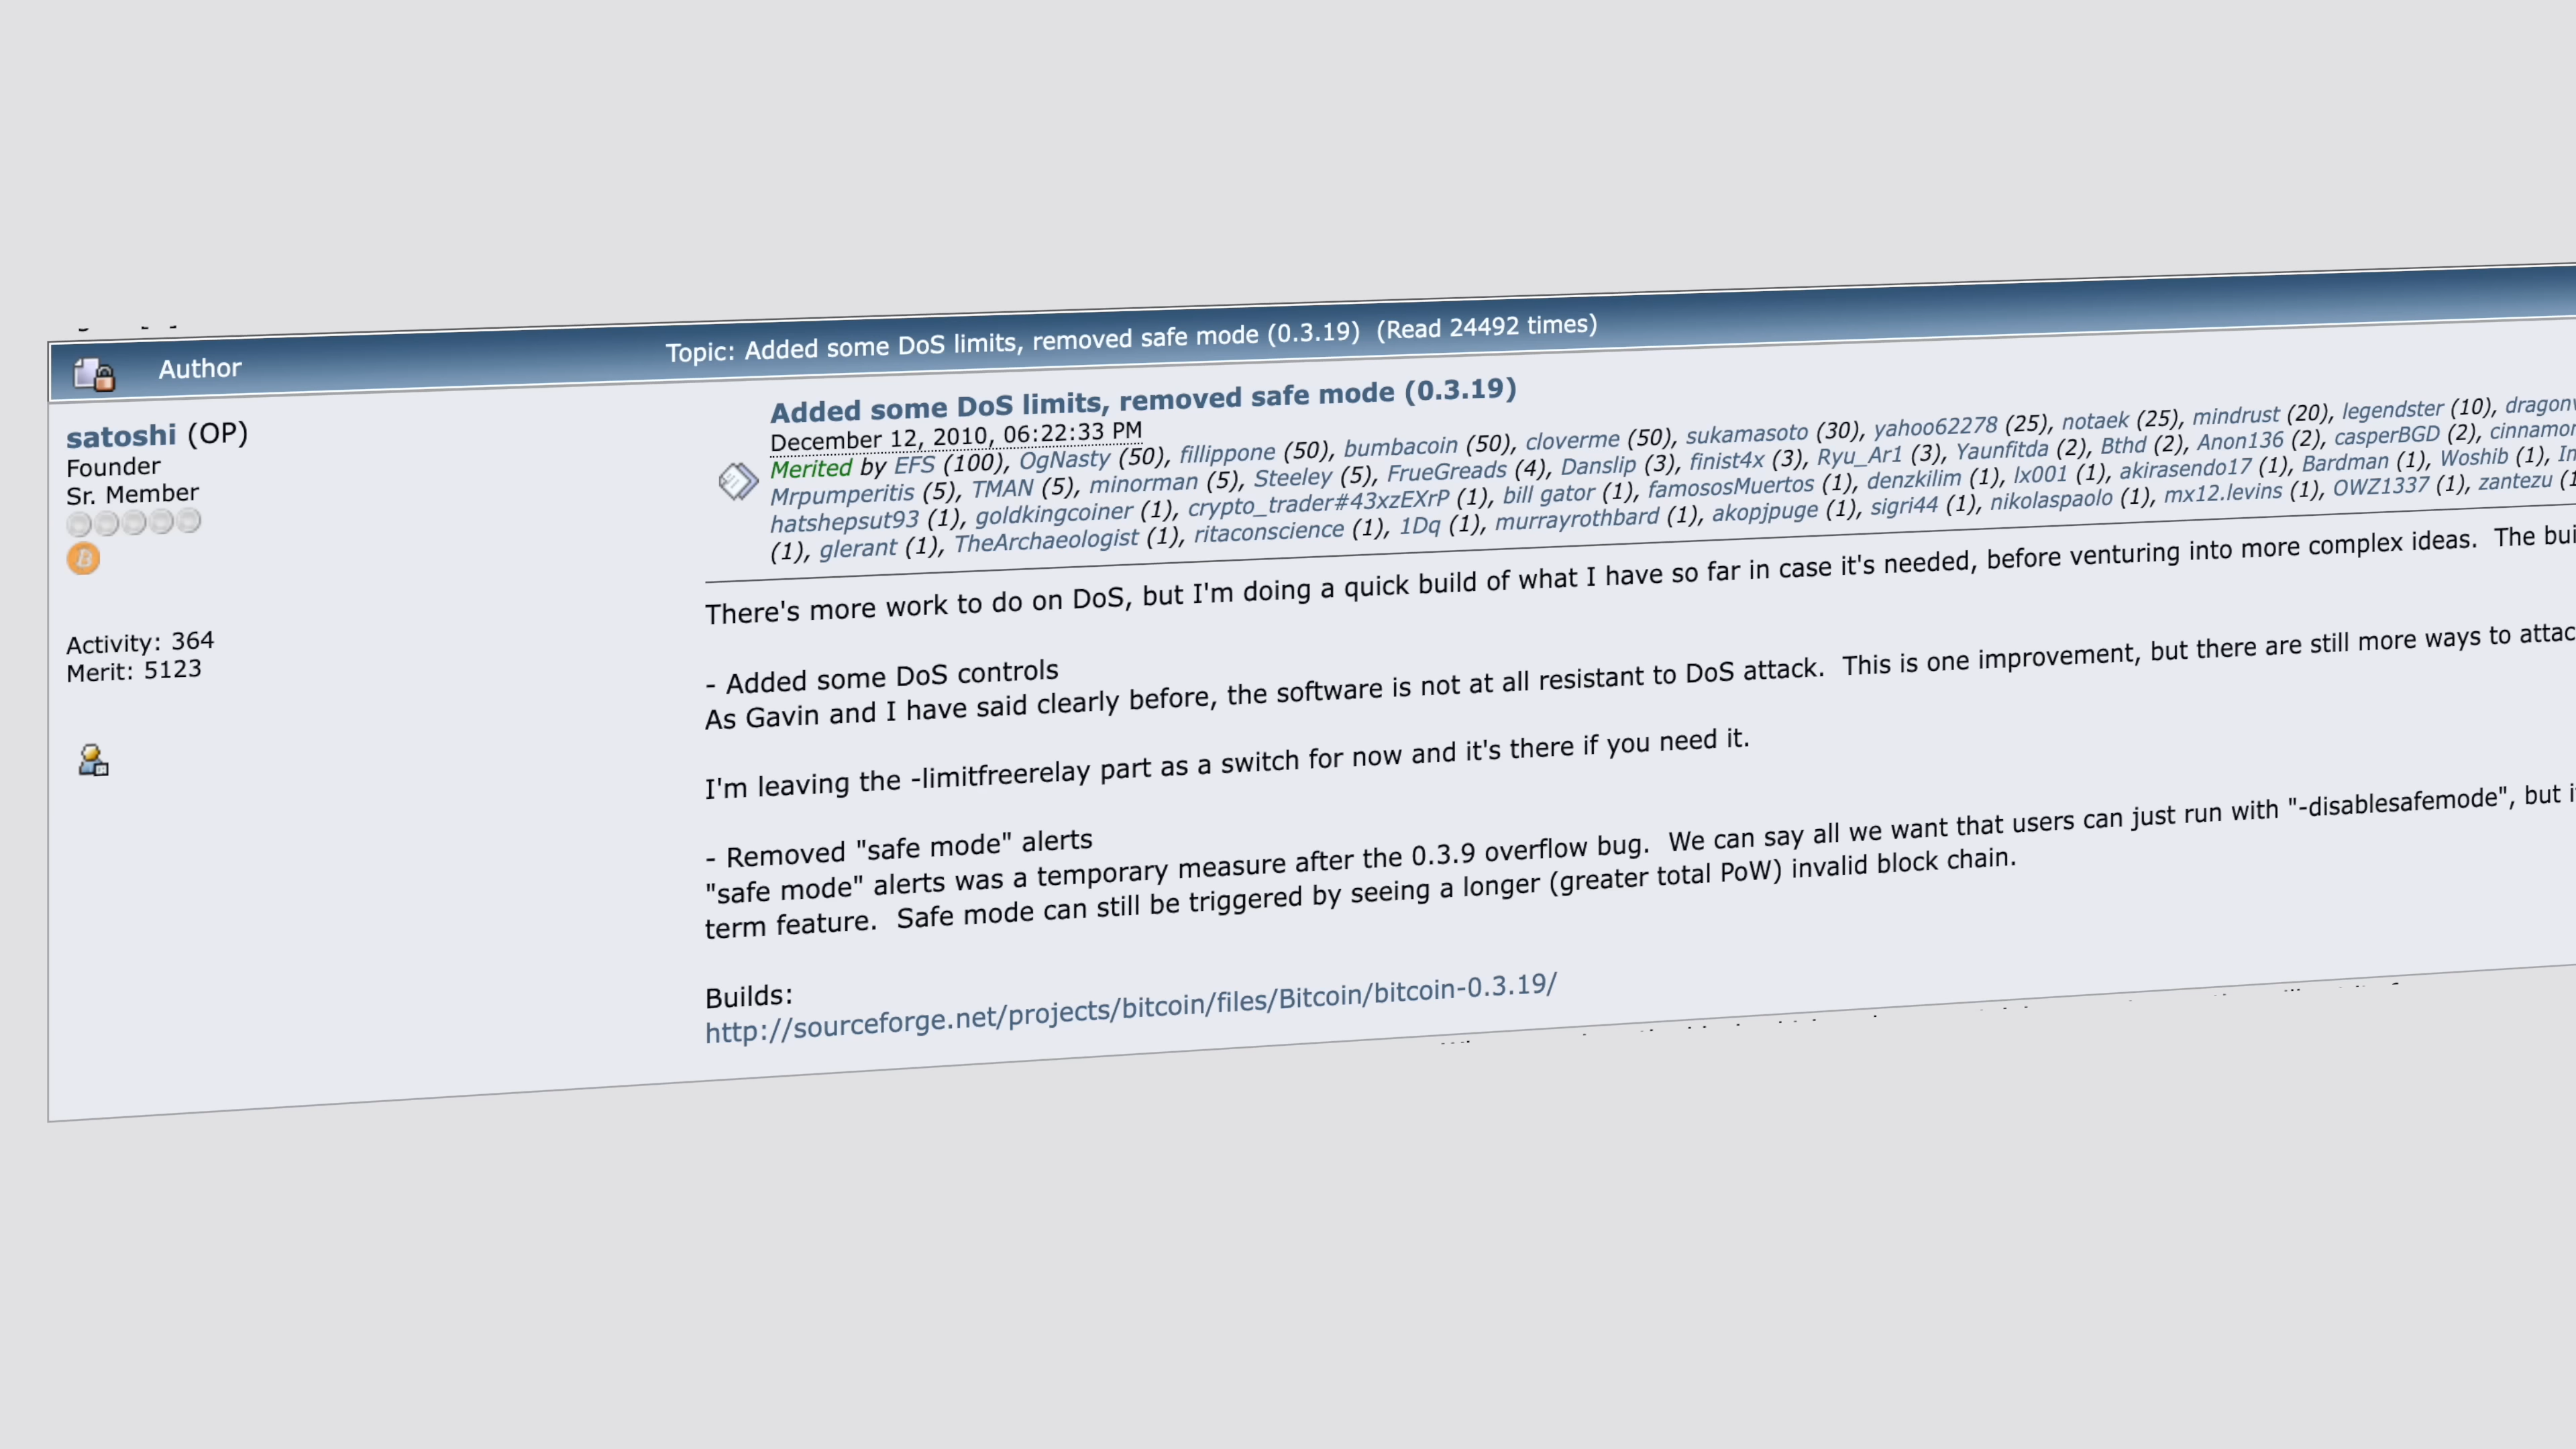 Author
Topic: Added some DoS limits, removed safe mode (0.3.19)  (Read 24492 times)
satoshi (OP)
Founder
Sr. Member
Activity: 364
Merit: 5123
Added some DoS limits, removed safe mode (0.3.19)
December 12, 2010, 06:22:33 PM
Merited by EFS (100), OgNasty (50), fillippone (50), bumbacoin (50), cloverme (50), sukamasoto (30), yahoo62278 (25), notaek (25), mindrust (20), legendster (10),
Mrpumperitis (5), TMAN (5), minorman (5), Steeley (5), FrueGreads (4), Danslip (3), finist4x (3), Ryu_Ar1 (3), Yaunfitda (2), Bthd (2), Anon136 (2), casperBGD (2),
hatshepsut93 (1), goldkingcoiner (1), crypto_trader#43xzEXrP (1), bill gator (1), famososMuertos (1), denzkilim (1), lx001 (1), akirasendo17 (1), Bardman (1), Woshib (1),
(1), glerant (1), TheArchaeologist (1), ritaconscience (1), 1Dq (1), murrayrothbard (1), akopjpuge (1), sigri44 (1), nikolaspaolo (1), mx12.levins (1), OWZ1337 (1), zantezu
There's more work to do on DoS, but I'm doing a quick build of what I have so far in case it's needed, before venturing into more complex ideas.  The
- Added some DoS controls
As Gavin and I have said clearly before, the software is not at all resistant to DoS attack.  This is one improvement, but there are still more ways to
I'm leaving the -limitfreerelay part as a switch for now and it's there if you need it.
- Removed "safe mode" alerts
"safe mode" alerts was a temporary measure after the 0.3.9 overflow bug.  We can say all we want that users can just run with "-disablesafemode", but
term feature.  Safe mode can still be triggered by seeing a longer (greater total PoW) invalid block chain.
Builds:
http://sourceforge.net/projects/bitcoin/files/Bitcoin/bitcoin-0.3.19/